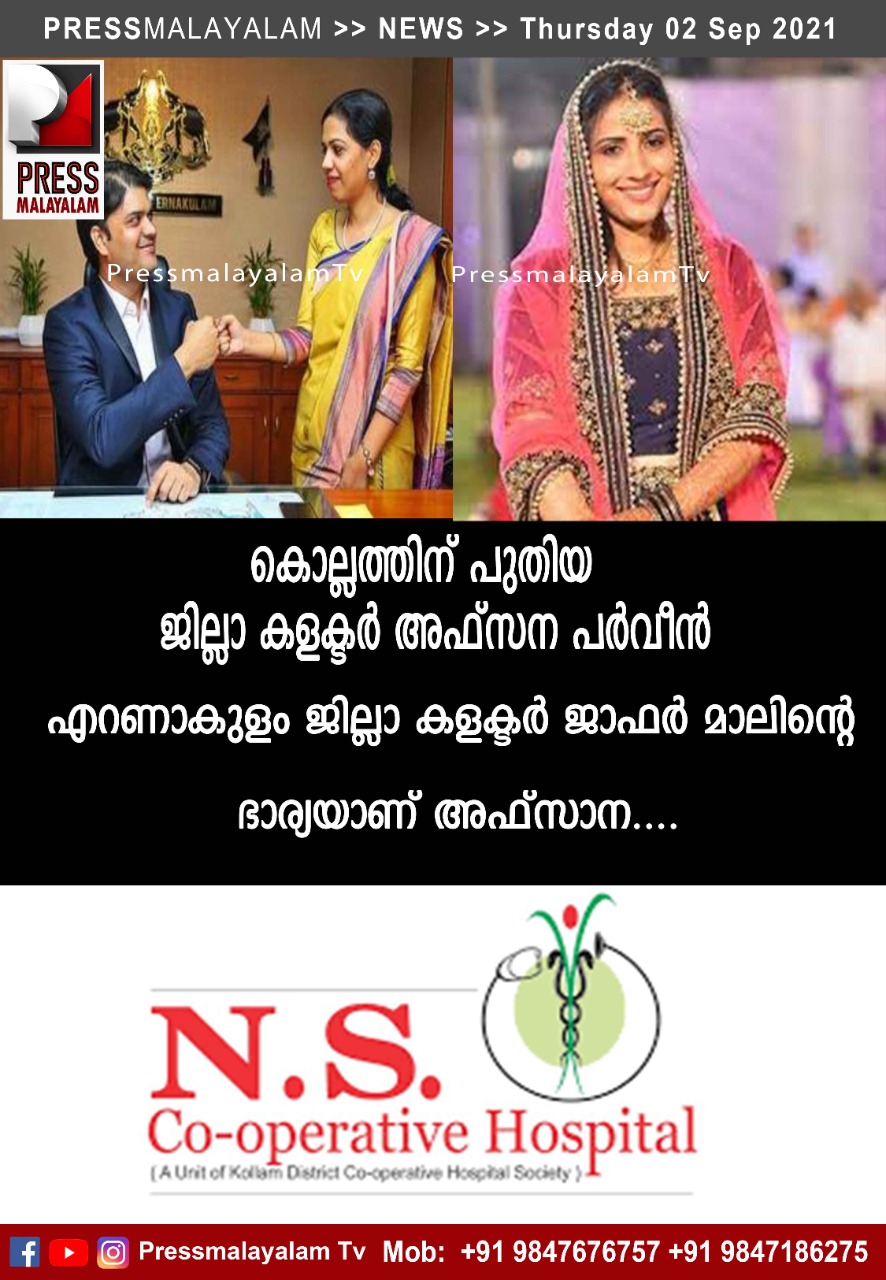 PRESSMALAYALAM >> NEWS >> Thursday 02 Sep 2021
PRESS
MALAYALAM
ERNAKULAM
PressmalayalamTv
PressmalayalamTv
കൊല്ലത്തിന് പുതിയ
ജില്ലാ കളക്ടർ അഫ്സന പർവീൻ
എറണാകുളം ജില്ലാ കളക്ടർ ജാഫർ മാലിന്റെ
ഭാര്യയാണ് അഫ്സാന....
N.S.
Co-operative Hospital
( A Unit of Kollam District Co-operative Hospital Society )
Pressmalayalam Tv Mob: +91 9847676757 +91 9847186275